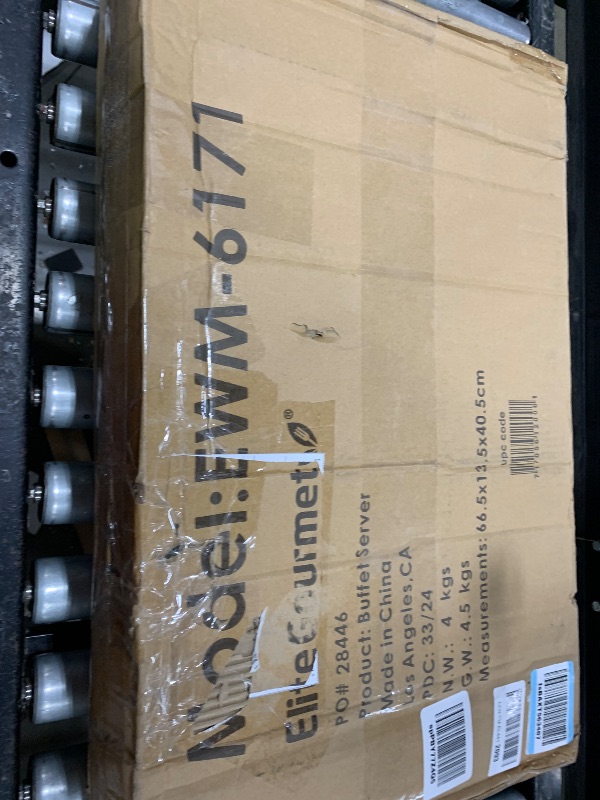 Model:EWM-6171
EliteGourmet®
PO# 28446
Product: Buffet Server
Made in China
Los Angeles,CA
PDC: 33/24
N.W.: 4 kgs
G.W.: 4.5 kgs
Measurements: 66.5x13.5x40.5cm
upc code